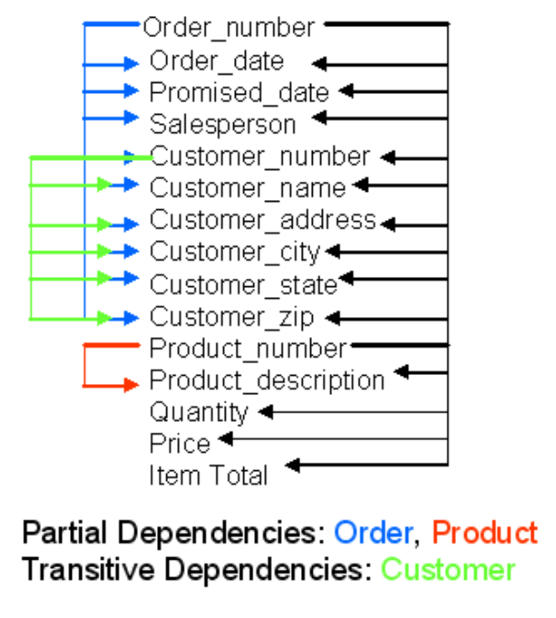 Order_number
Order_date
Promised_date
Salesperson
Customer_number
Customer_name
Customer_address
Customer_city
Customer_state
Customer_zip
Product_number
Product_description
Quantity
Price
Item Total
Partial Dependencies: Order, Product
Transitive Dependencies: Customer